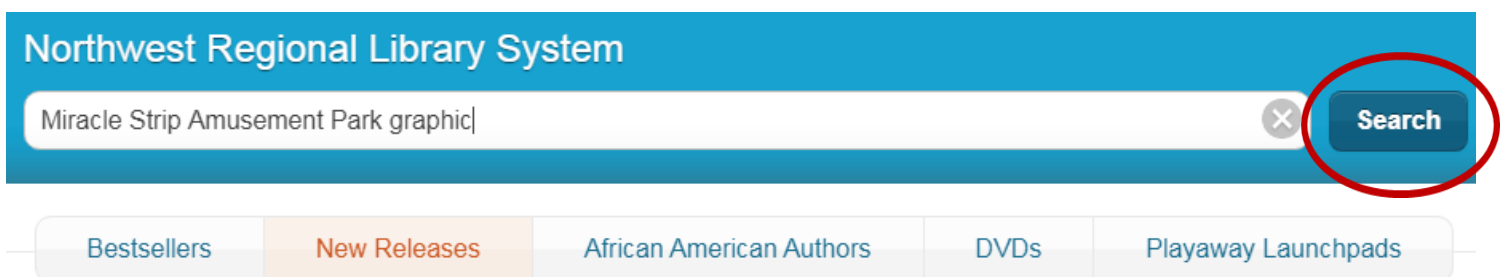 Northwest Regional Library System
Miracle Strip Amusement Park graphic
Search
Bestsellers
New Releases
African American Authors
DVDs
Playaway Launchpads